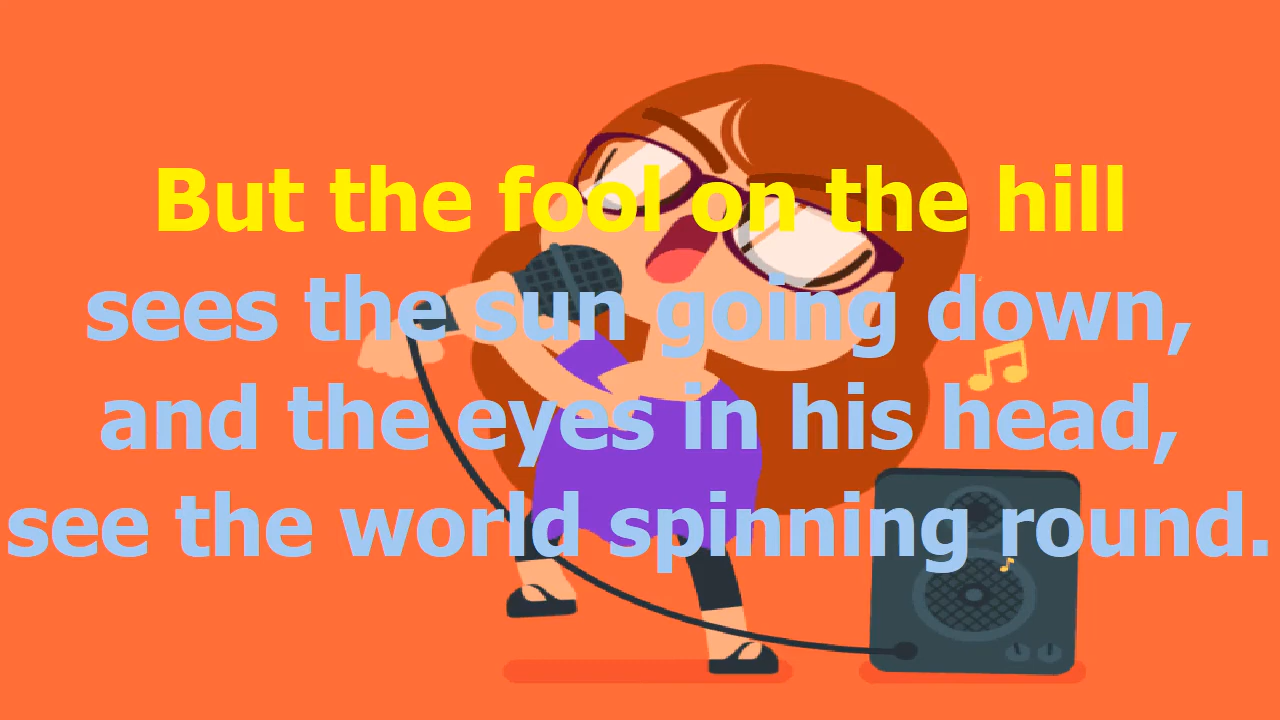 But the fool on the hill
sees the sun going down,
and the eyes in his head,
see the world spinning round.